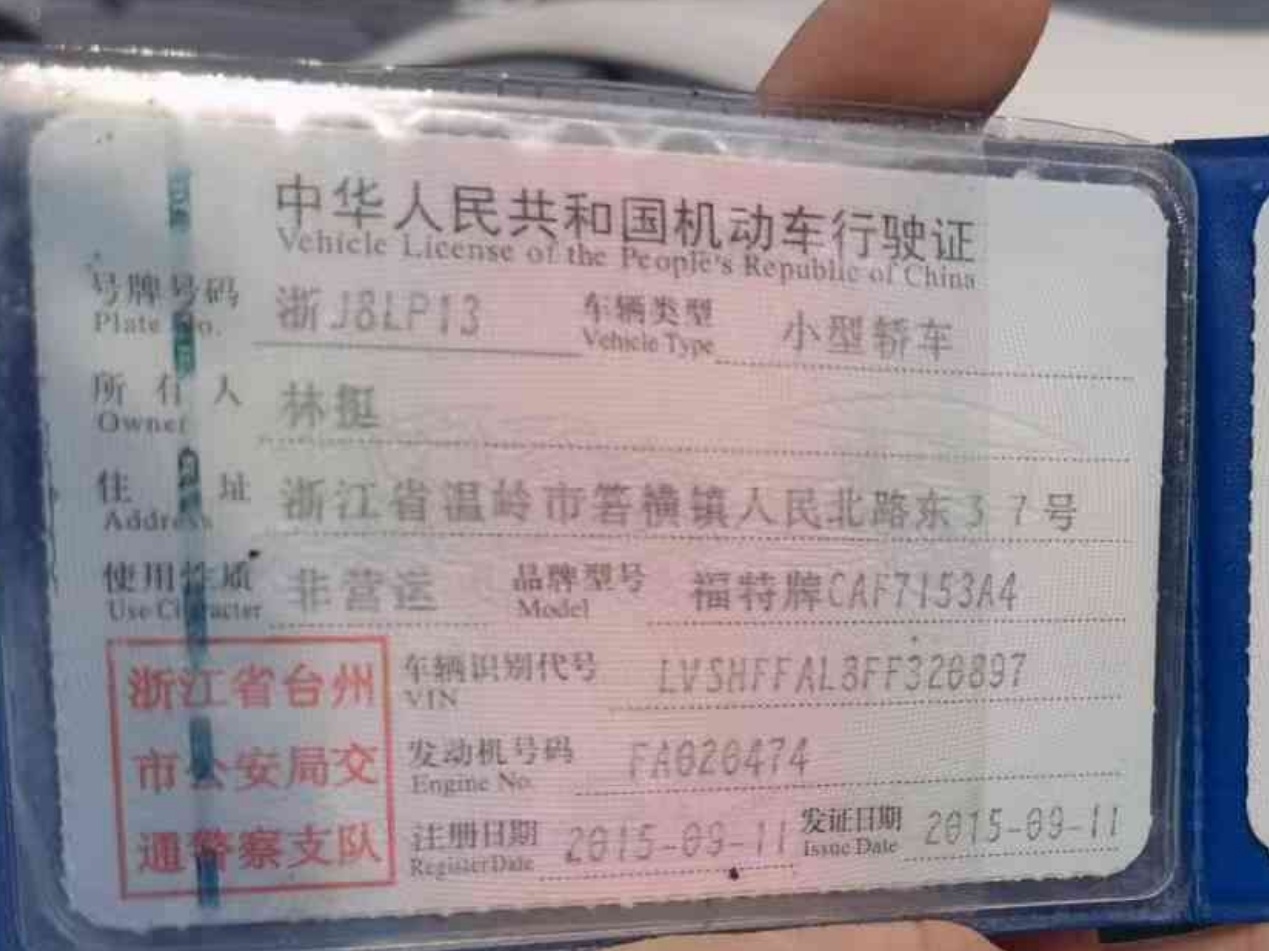 中华人民共和国机动车行驶证
Vehicle License of the People's Republic of China
号牌号码 浙J8LP13 车辆类型 小型轿车
Plate No. Vehicle Type
所有人 林挺
Owner
住址 浙江省温岭市箬横镇人民北路东37号
Address
使用性质 非营运 品牌型号 福特牌CAF7153A4
Use Character Model
浙江省台州
市公安局交
通警察支队
车辆识别代号 LVSHFFAL3FF320897
VIN
发动机号码 FA020474
Engine No.
注册日期 2015-09-11 发证日期 2015-09-11
Register Date Issue Date